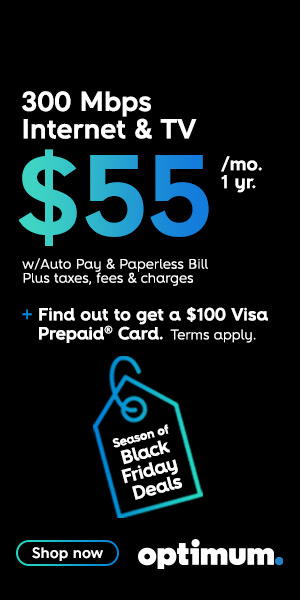 300 Mbps
Internet & TV
$55 /mo.
1 yr.
w/Auto Pay & Paperless Bill
Plus taxes, fees & charges
+ Find out to get a $100 Visa
Prepaid® Card. Terms apply.
Season of
Black
Friday
Deals
Shop now
optimum.